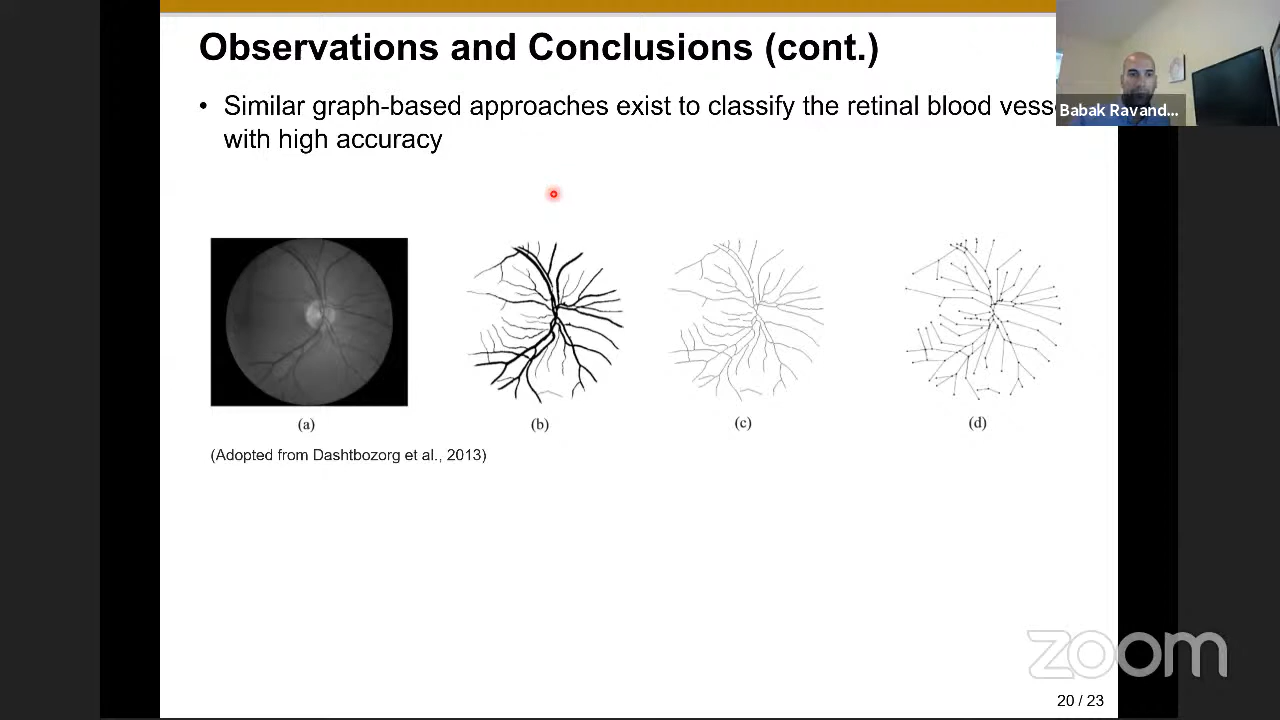 Observations and Conclusions (cont.)
• Similar graph-based approaches exist to classify the retinal blood
with high accuracy
Babak Ravand...
(a)
(b)
(c)
(d)
(Adopted from Dashtbozorg et al., 2013)
zoom
20 / 23